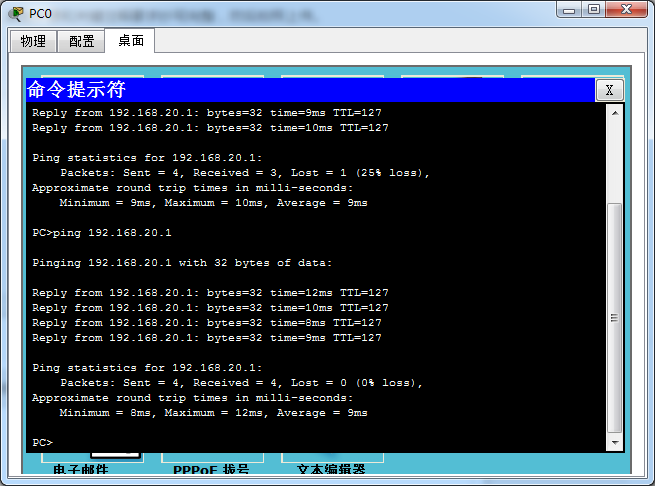 PC0
物理
配置
桌面
命令提示符
X
Reply from 192.168.20.1: bytes=32 time=9ms TTL=127
Reply from 192.168.20.1: bytes=32 time=10ms TTL=127
Ping statistics for 192.168.20.1:
Packets: Sent = 4, Received = 3, Lost = 1 (25% loss),
Approximate round trip times in milli-seconds:
Minimum = 9ms, Maximum = 10ms, Average = 9ms
PC>ping 192.168.20.1
Pinging 192.168.20.1 with 32 bytes of data:
Reply from 192.168.20.1: bytes=32 time=12ms TTL=127
Reply from 192.168.20.1: bytes=32 time=10ms TTL=127
Reply from 192.168.20.1: bytes=32 time=8ms TTL=127
Reply from 192.168.20.1: bytes=32 time=9ms TTL=127
Ping statistics for 192.168.20.1:
Packets: Sent = 4, Received = 4, Lost = 0 (0% loss),
Approximate round trip times in milli-seconds:
Minimum = 8ms, Maximum = 12ms, Average = 9ms
PC>
电子邮件
PPPoE 拨号
文本编辑器